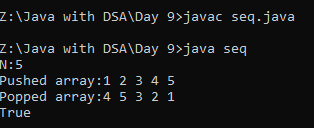 Z:\Java with DSA\Day 9>javac seq.java
Z:\Java with DSA\Day 9>java seq
N:5
Pushed array:1 2 3 4 5
Popped array:4 5 3 2 1
True